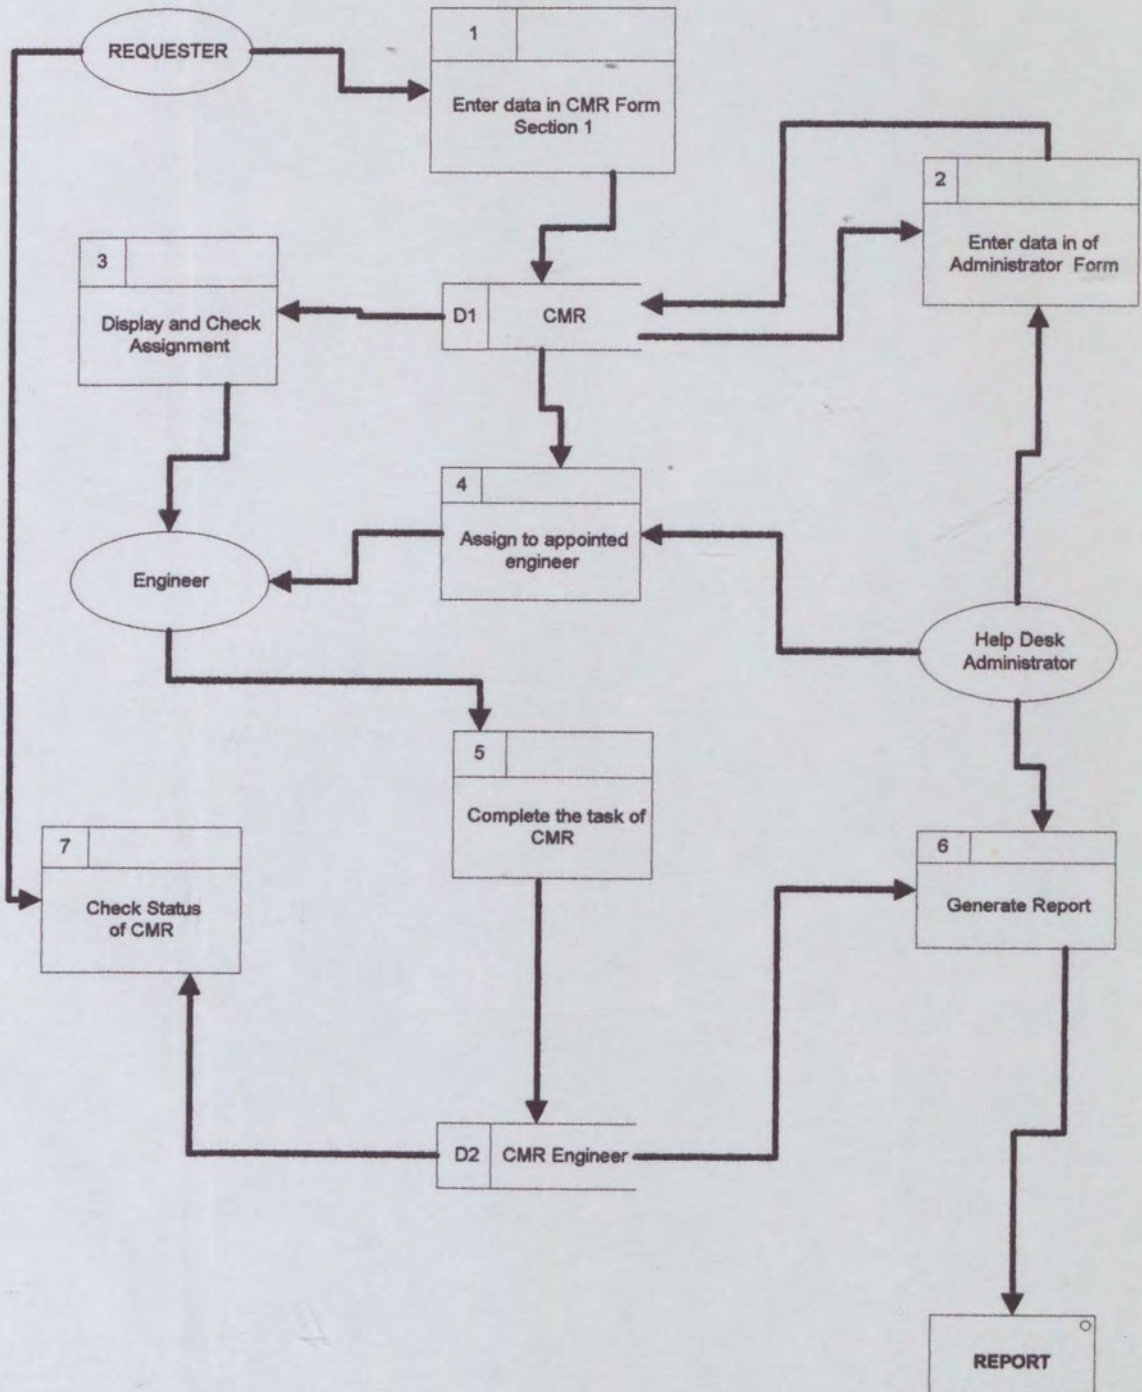 REQUESTER
1
Enter data in CMR Form
Section 1
2
Enter data in of
Administrator Form
3
Display and Check
Assignment
D1
CMR
4
Assign to appointed
engineer
Engineer
Help Desk
Administrator
5
Complete the task of
CMR
7
Check Status
of CMR
6
Generate Report
D2
CMR Engineer
REPORT